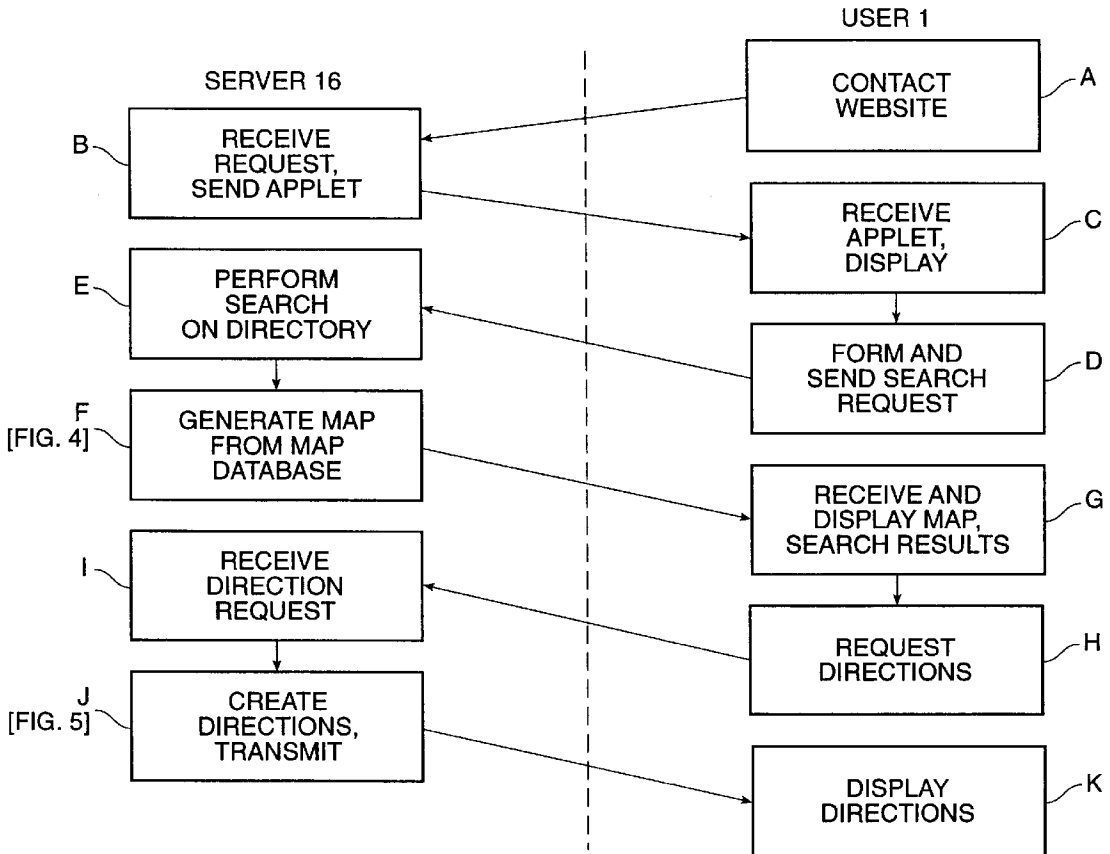 USER 1
SERVER 16
CONTACT
WEBSITE
A
B
RECEIVE
REQUEST,
SEND APPLET
RECEIVE
APPLET,
DISPLAY
C
E
PERFORM
SEARCH
ON DIRECTORY
FORM AND
SEND SEARCH
REQUEST
D
F
[FIG. 4]
GENERATE MAP
FROM MAP
DATABASE
RECEIVE AND
DISPLAY MAP,
SEARCH RESULTS
G
I
RECEIVE
DIRECTION
REQUEST
REQUEST
DIRECTIONS
H
J
[FIG. 5]
CREATE
DIRECTIONS,
TRANSMIT
DISPLAY
DIRECTIONS
K